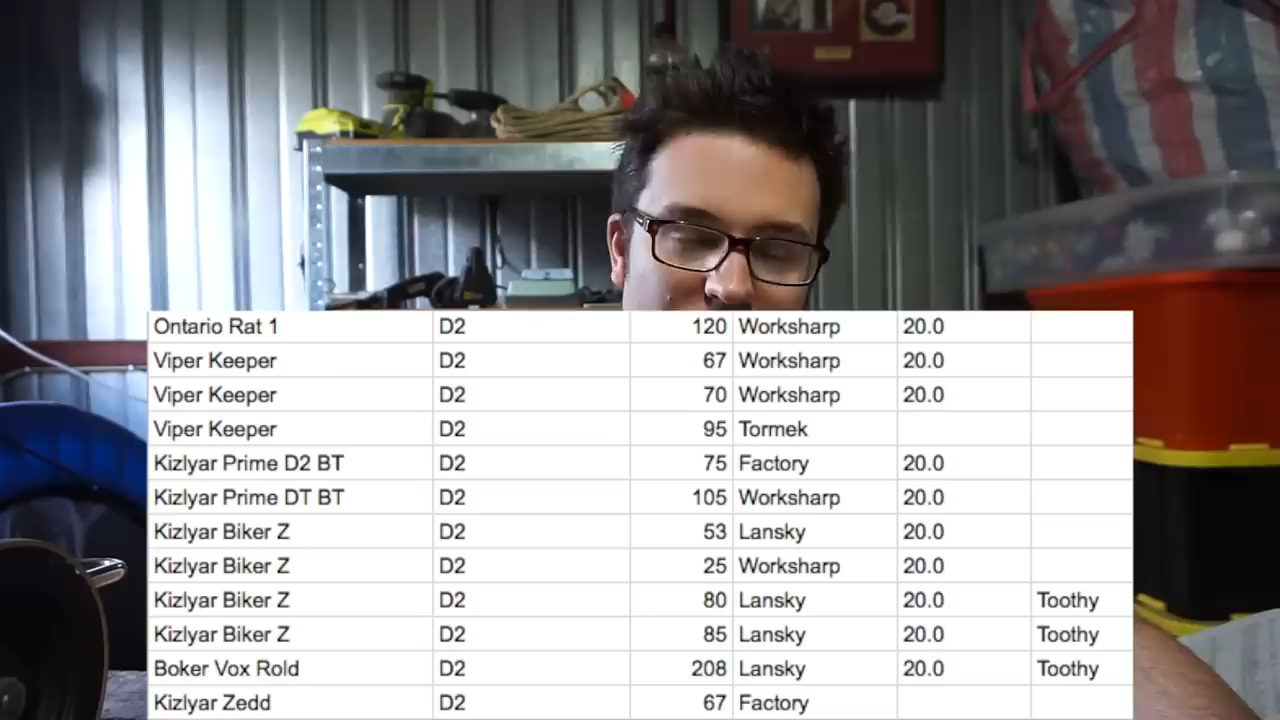 Ontario Rat 1 D2 120 Worksharp 20.0
Viper Keeper D2 67 Worksharp 20.0
Viper Keeper D2 70 Worksharp 20.0
Viper Keeper D2 95 Tormek
Kizlyar Prime D2 BT D2 75 Factory 20.0
Kizlyar Prime DT BT D2 105 Worksharp 20.0
Kizlyar Biker Z D2 53 Lansky 20.0
Kizlyar Biker Z D2 25 Worksharp 20.0
Kizlyar Biker Z D2 80 Lansky 20.0 Toothy
Kizlyar Biker Z D2 85 Lansky 20.0 Toothy
Boker Vox Rold D2 208 Lansky 20.0 Toothy
Kizlyar Zedd D2 67 Factory